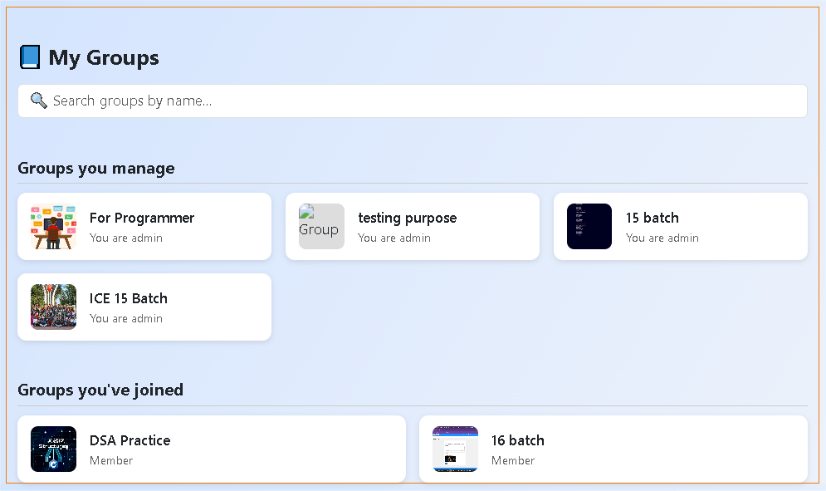 My Groups
Search groups by name...
Groups you manage
For Programmer
You are admin
Group
testing purpose
You are admin
15 batch
You are admin
ICE 15 Batch
You are admin
Groups you've joined
DSA Practice
Member
16 batch
Member